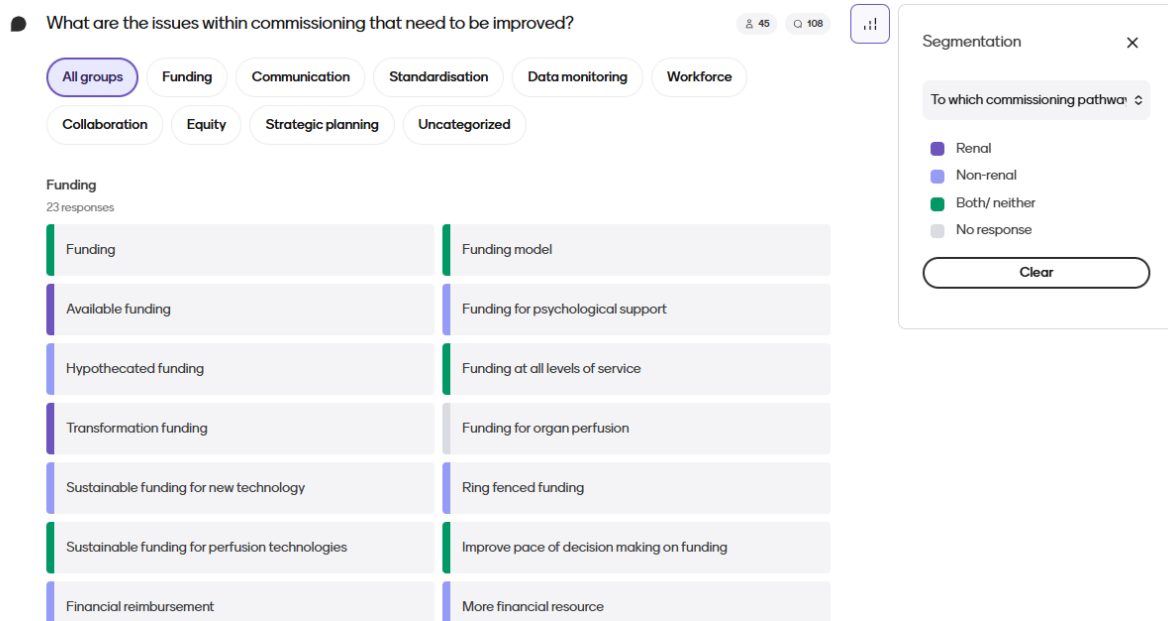 What are the issues within commissioning that need to be improved?
45
108
All groups
Funding
Communication
Standardisation
Data monitoring
Workforce
Collaboration
Equity
Strategic planning
Uncategorized
Funding
23 responses
Funding
Funding model
Available funding
Funding for psychological support
Hypothecated funding
Funding at all levels of service
Transformation funding
Funding for organ perfusion
Sustainable funding for new technology
Ring fenced funding
Sustainable funding for perfusion technologies
Improve pace of decision making on funding
Financial reimbursement
More financial resource
Segmentation
To which commissioning
Renal
Non-renal
Both/ neither
No response
Clear